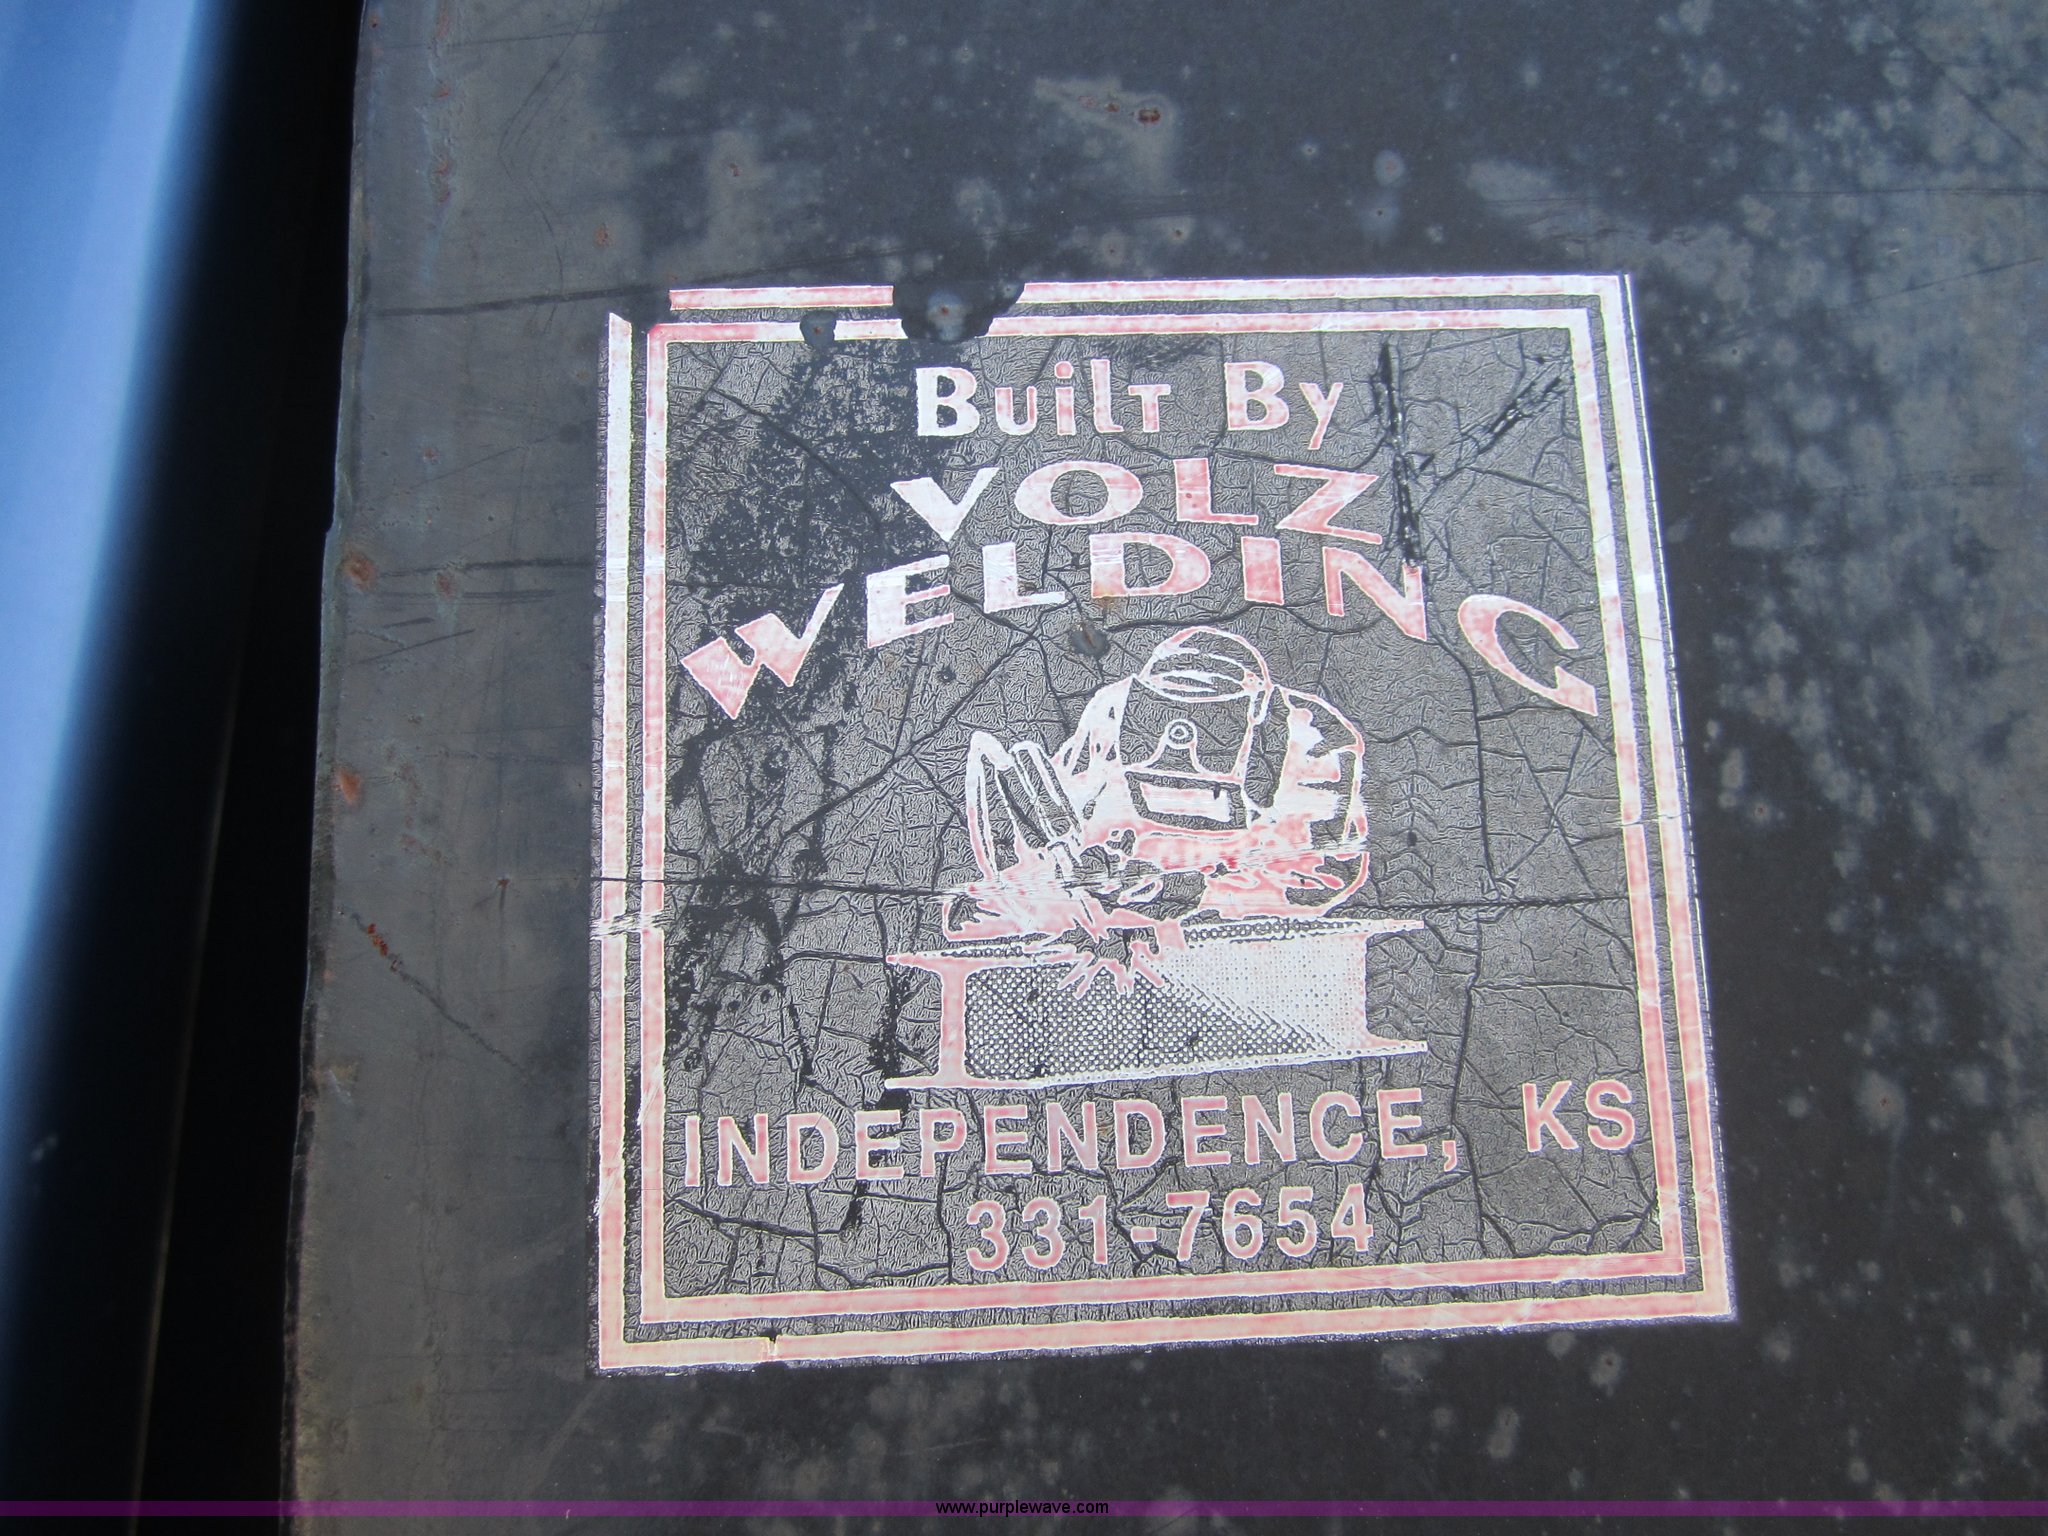 Built By
VOLZ
WELDING
INDEPENDENCE, KS
331-7654
www.purplewave.com